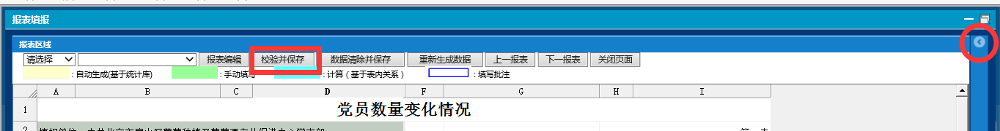 报表填报
报表区域
请选择 报表编辑 校验并保存 数据清除并保存 重新生成数据 上一报表 下一报表 关闭页面
：自动生成(基于统计库) ：手动填写 ：计算（基于表内关系） ：填写批注
A B C D F G H I
1 党员数量变化情况
2